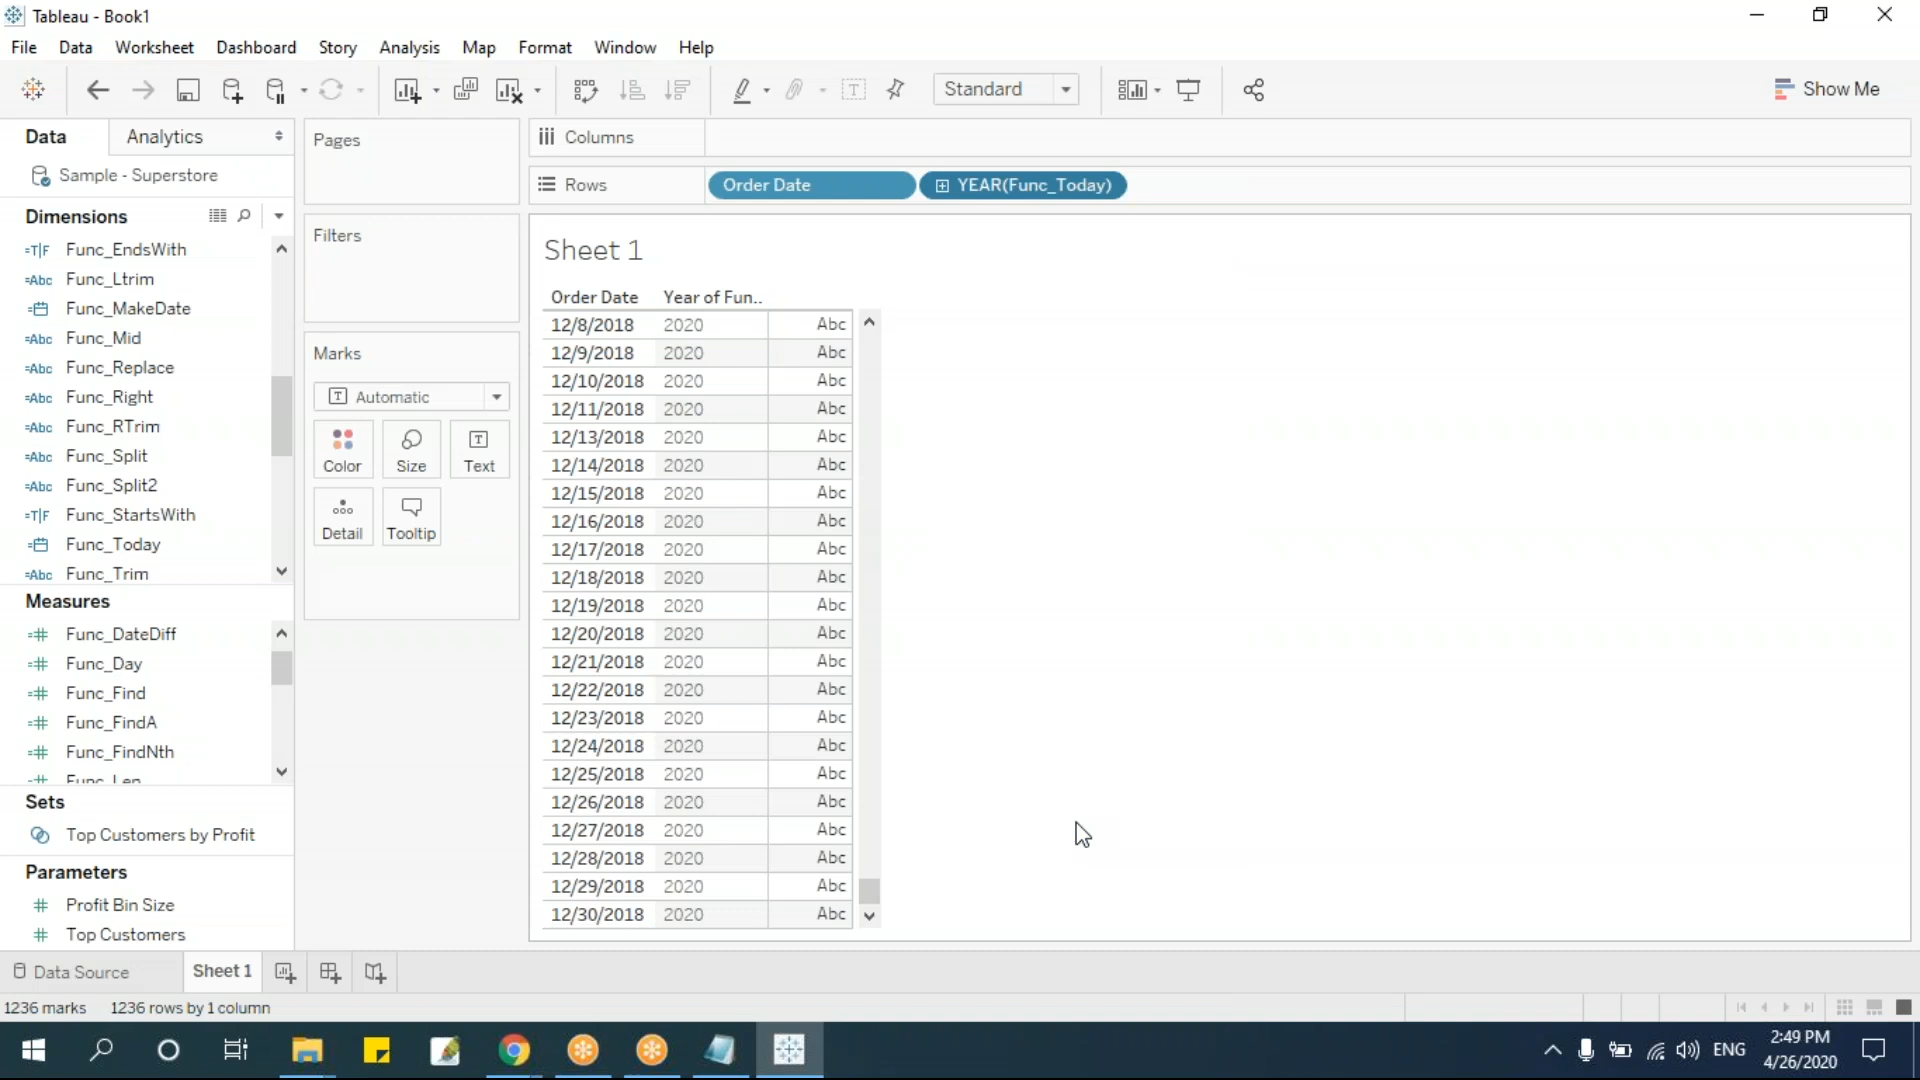 Tableau - Book1
File Data Worksheet Dashboard Story Analysis Map Format Window Help
Standard
Show Me
Data
Analytics
Sample - Superstore
Dimensions
=T|F Func_EndsWith
=Abc Func_Ltrim
Func_MakeDate
=Abc Func_Mid
=Abc Func_Replace
=Abc Func_Right
=Abc Func_RTrim
=Abc Func_Split
=Abc Func_Split2
=T|F Func_StartsWith
Func_Today
=Abc Func_Trim
Measures
=# Func_DateDiff
=# Func_Day
=# Func_Find
=# Func_FindA
=# Func_FindNth
=# Func_Len
Sets
Top Customers by Profit
Parameters
# Profit Bin Size
# Top Customers
Pages
Filters
Marks
T Automatic
Color
Size
T Text
Detail
Tooltip
Columns
Rows
Order Date
YEAR(Func_Today)
Sheet 1
Order Date Year of Fun..
12/8/2018 2020 Abc
12/9/2018 2020 Abc
12/10/2018 2020 Abc
12/11/2018 2020 Abc
12/13/2018 2020 Abc
12/14/2018 2020 Abc
12/15/2018 2020 Abc
12/16/2018 2020 Abc
12/17/2018 2020 Abc
12/18/2018 2020 Abc
12/19/2018 2020 Abc
12/20/2018 2020 Abc
12/21/2018 2020 Abc
12/22/2018 2020 Abc
12/23/2018 2020 Abc
12/24/2018 2020 Abc
12/25/2018 2020 Abc
12/26/2018 2020 Abc
12/27/2018 2020 Abc
12/28/2018 2020 Abc
12/29/2018 2020 Abc
12/30/2018 2020 Abc
Data Source
Sheet 1
1236 marks 1236 rows by 1 column
ENG
2:49 PM
4/26/2020